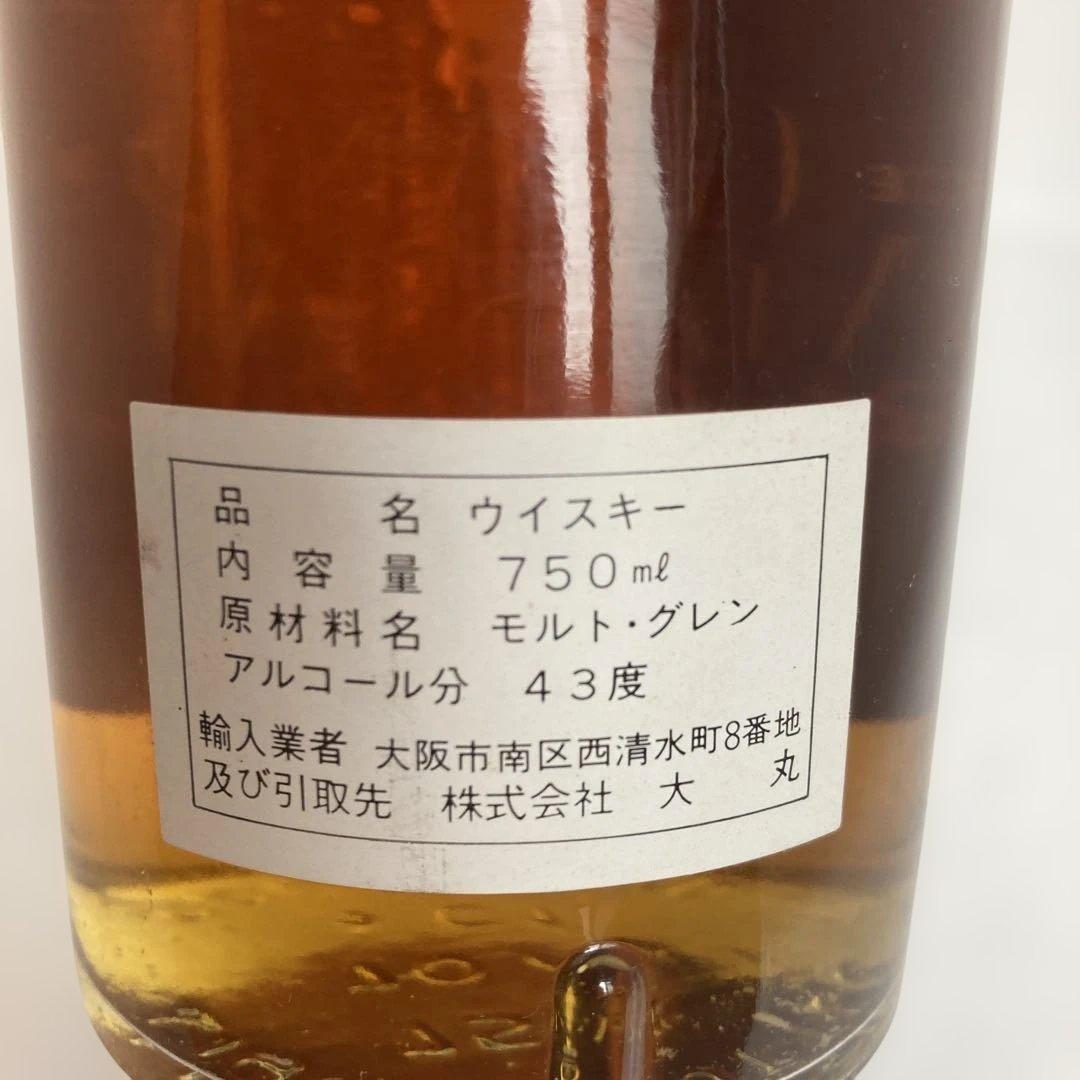 品名 ウイスキー
内容量 750ml
原材料名 モルト・グレン
アルコール分 43度
輸入業者 大阪市南区西清水町8番地
及び引取先 株式会社 大丸